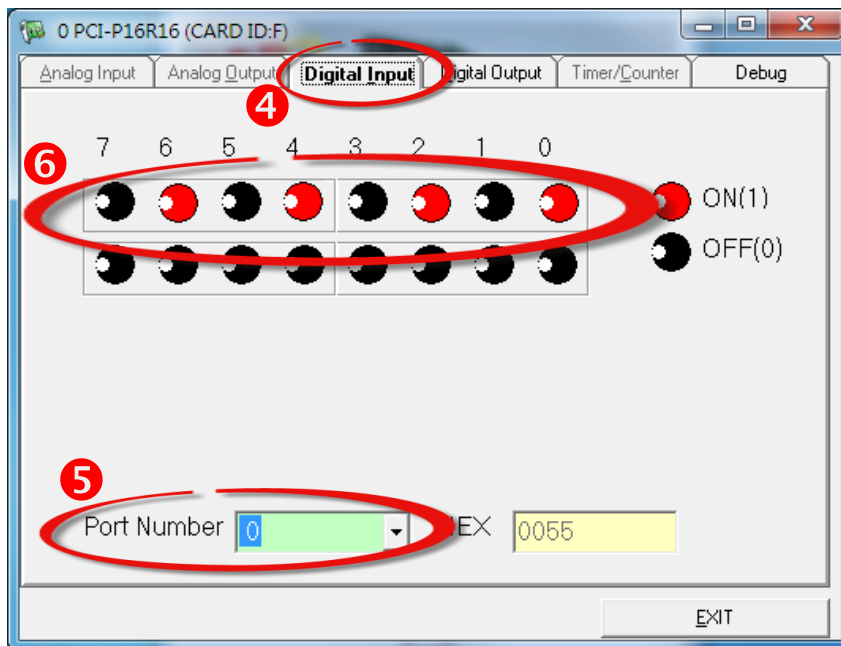 0 PCI-P16R16 (CARD ID:F)
Analog Input Analog Output Digital Input Digital Output Timer/Counter Debug
4
7 6 5 4 3 2 1 0
6
ON(1)
OFF(0)
5
Port Number 0 HEX 0055
EXIT